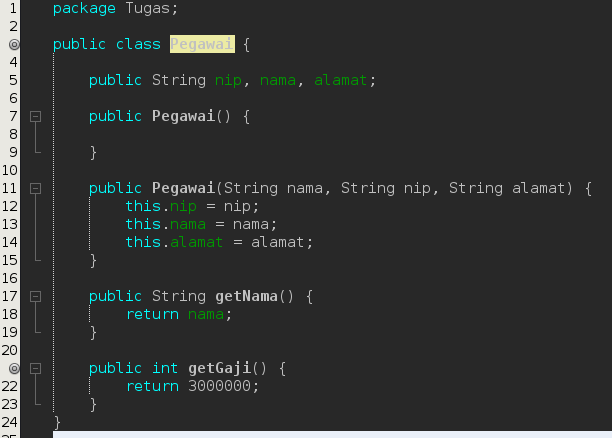 1 package Tugas;
2
public class Pegawai {
4
5 public String nip, nama, alamat;
6
7 public Pegawai() {
8
9 }
10
11 public Pegawai(String nama, String nip, String alamat) {
12 this.nip = nip;
13 this.nama = nama;
14 this.alamat = alamat;
15 }
16
17 public String getNama() {
18 return nama;
19 }
20
public int getGaji() {
22 return 3000000;
23 }
24 }